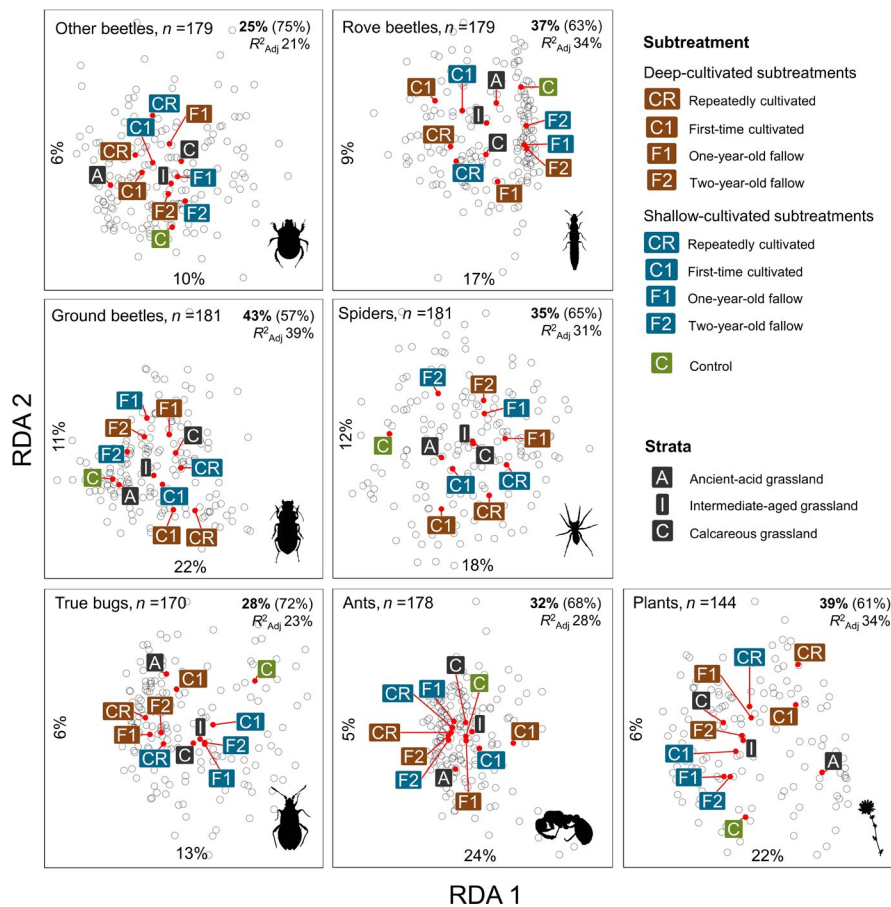 Other beetles, n =179
25% (75%)
R²Adj 21%
CR
F1
C1
C
CR
A
I
F1
C1
F2
F2
C
6%
10%
Rove beetles, n =179
37% (63%)
R²Adj 34%
C1
C1
A
C
I
F2
CR
C
F1
CR
F2
F1
9%
17%
Subtreatment
Deep-cultivated subtreatments
CR Repeatedly cultivated
C1 First-time cultivated
F1 One-year-old fallow
F2 Two-year-old fallow
Shallow-cultivated subtreatments
CR Repeatedly cultivated
C1 First-time cultivated
F1 One-year-old fallow
F2 Two-year-old fallow
C Control
Ground beetles, n =181
43% (57%)
R²Adj 39%
F1
F1
F2
C
F2
I
CR
C
A
C1
C1
CR
11%
22%
Spiders, n =181
35% (65%)
R²Adj 31%
F2
F2
F1
C
A
I
F1
C
C1
CR
CR
C1
12%
18%
Strata
A Ancient-acid grassland
I Intermediate-aged grassland
C Calcareous grassland
True bugs, n =170
28% (72%)
R²Adj 23%
A
C
C1
CR
F2
I
C1
F1
F2
CR
C
F1
6%
13%
Ants, n =178
32% (68%)
R²Adj 28%
C
CR
F1
C
I
CR
C1
F2
C1
F2
A
F1
5%
24%
Plants, n =144
39% (61%)
R²Adj 34%
CR
CR
F1
C
C1
F2
I
C1
A
F1
F2
C
6%
22%
RDA 2
RDA 1